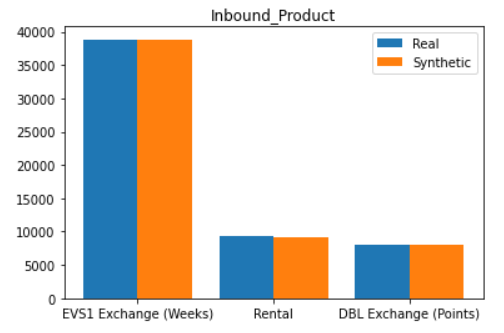 Inbound_Product
40000
35000
30000
25000
20000
15000
10000
5000
0
Real
Synthetic
EVS1 Exchange (Weeks) Rental DBL Exchange (Points)